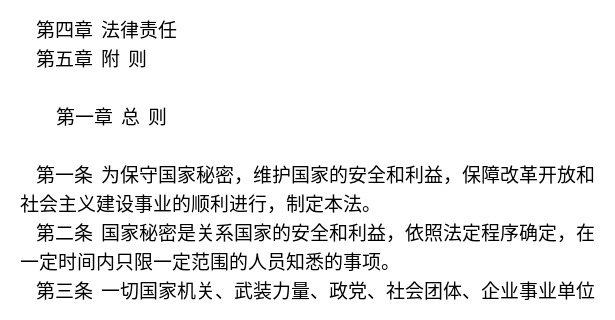 第四章 法律责任
第五章 附 则
第一章 总 则
第一条 为保守国家秘密，维护国家的安全和利益，保障改革开放和
社会主义建设事业的顺利进行，制定本法。
第二条 国家秘密是关系国家的安全和利益，依照法定程序确定，在
一定时间内只限一定范围的人员知悉的事项。
第三条 一切国家机关、武装力量、政党、社会团体、企业事业单位